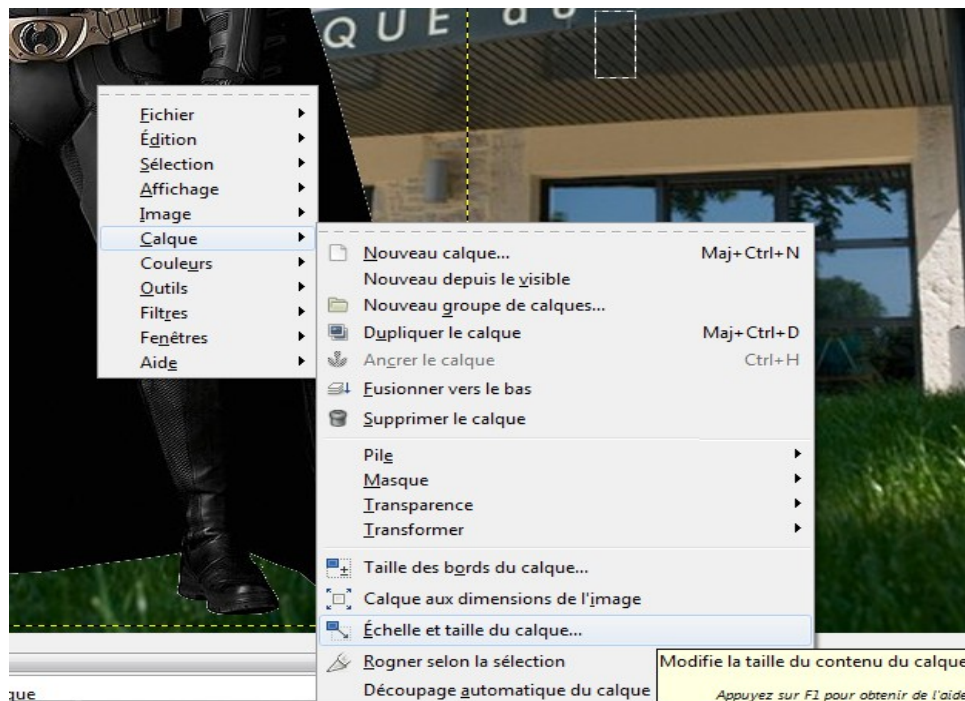 QUE du
Fichier
Édition
Sélection
Affichage
Image
Calque
Couleurs
Outils
Filtres
Fenêtres
Aide
Nouveau calque... Maj+Ctrl+N
Nouveau depuis le visible
Nouveau groupe de calques...
Dupliquer le calque Maj+Ctrl+D
Ancrer le calque Ctrl+H
Fusionner vers le bas
Supprimer le calque
Pile
Masque
Transparence
Transformer
Taille des bords du calque...
Calque aux dimensions de l'image
Échelle et taille du calque...
Rogner selon la sélection
Modifie la taille du contenu du calque
Découpage automatique du calque
Appuyez sur F1 pour obtenir de l'aide
que